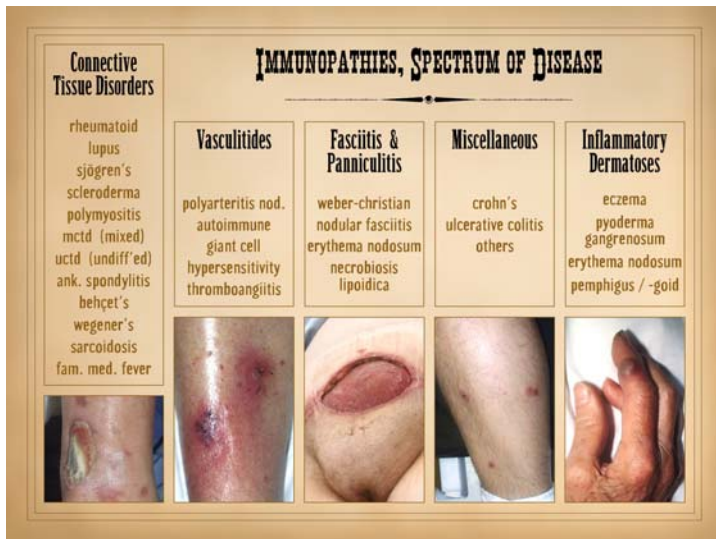 Immunopathies, Spectrum of Disease
Connective
Tissue Disorders
rheumatoid
lupus
sjögren's
scleroderma
polymyositis
mctd (mixed)
uctd (undiff'ed)
ank. spondylitis
behçet's
wegener's
sarcoidosis
fam. med. fever
Vasculitides
polyarteritis nod.
autoimmune
giant cell
hypersensitivity
thromboangiitis
Fasciitis &
Panniculitis
weber-christian
nodular fasciitis
erythema nodosum
necrobiosis
lipoidica
Miscellaneous
crohn's
ulcerative colitis
others
Inflammatory
Dermatoses
eczema
pyoderma
gangrenosum
erythema nodosum
pemphigus / -goid